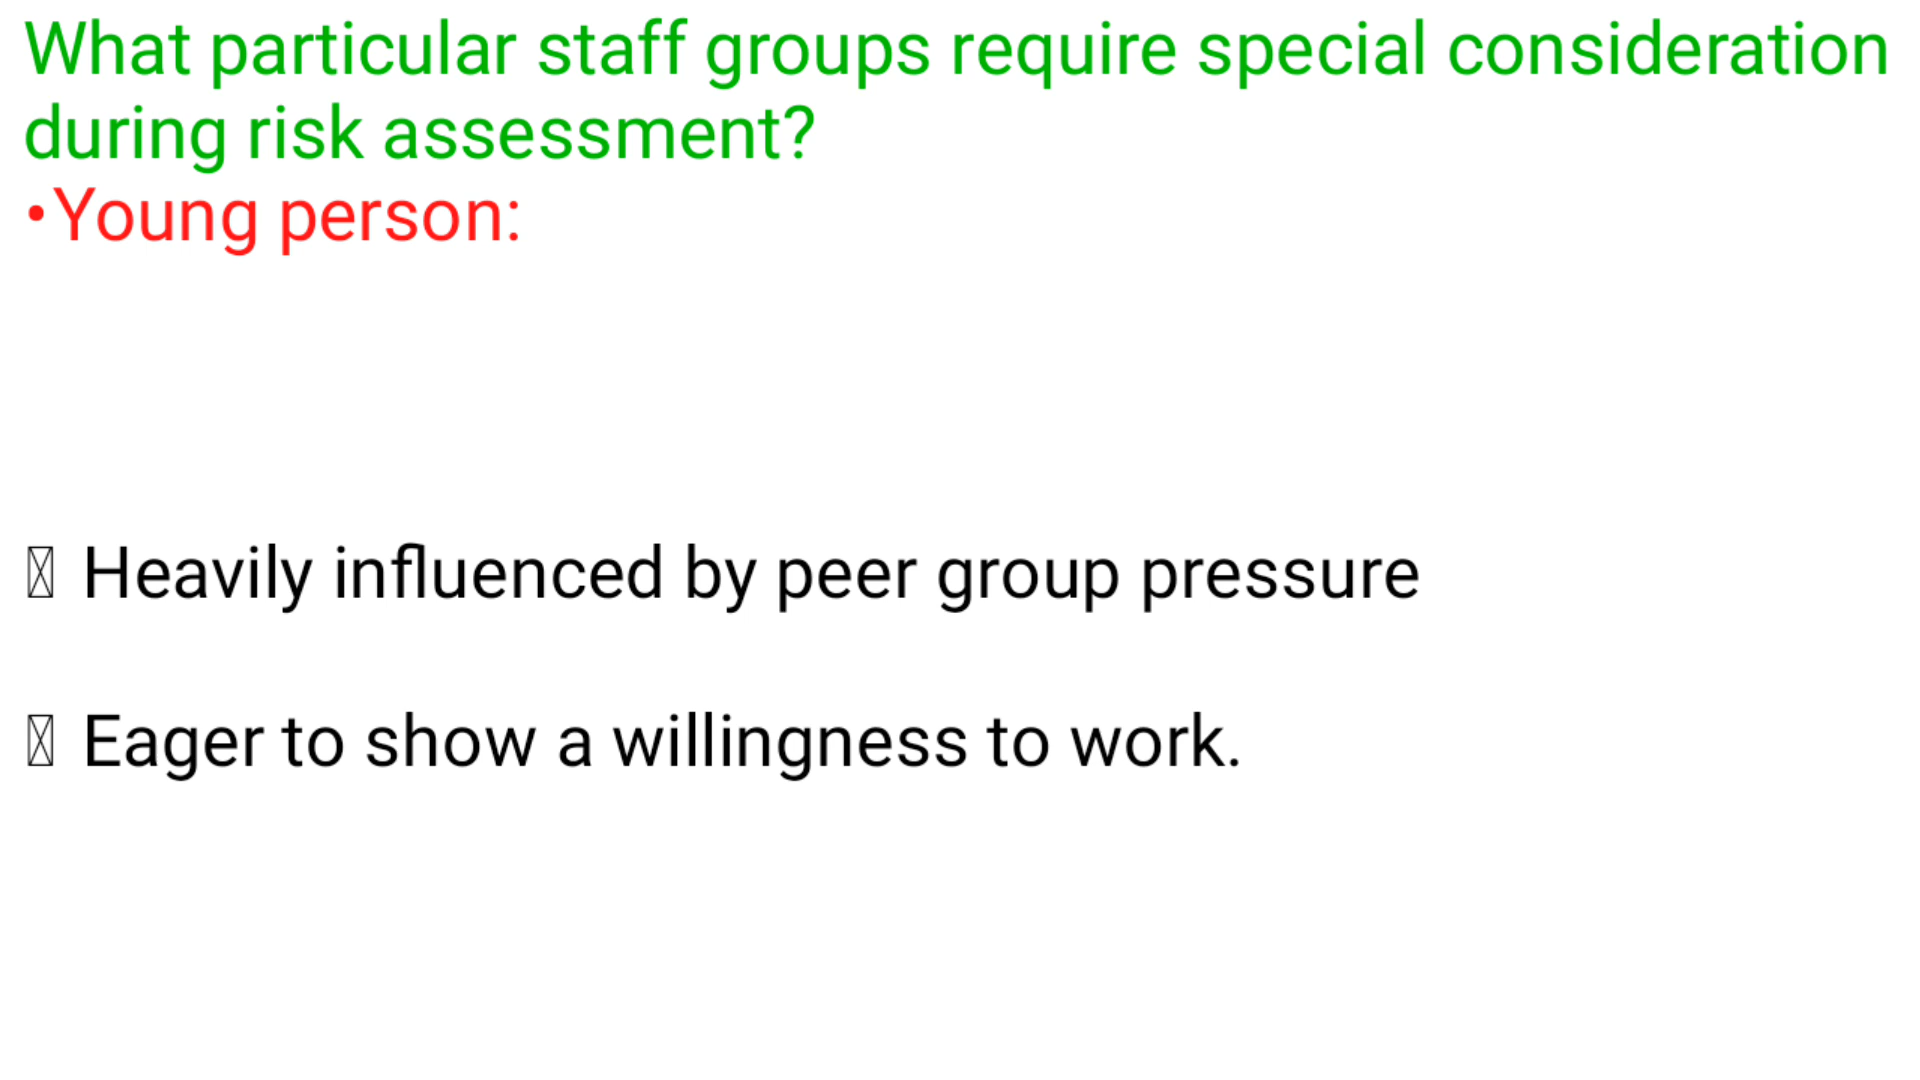 What particular staff groups require special consideration
during risk assessment?
•Young person:
Heavily influenced by peer group pressure
Eager to show a willingness to work.